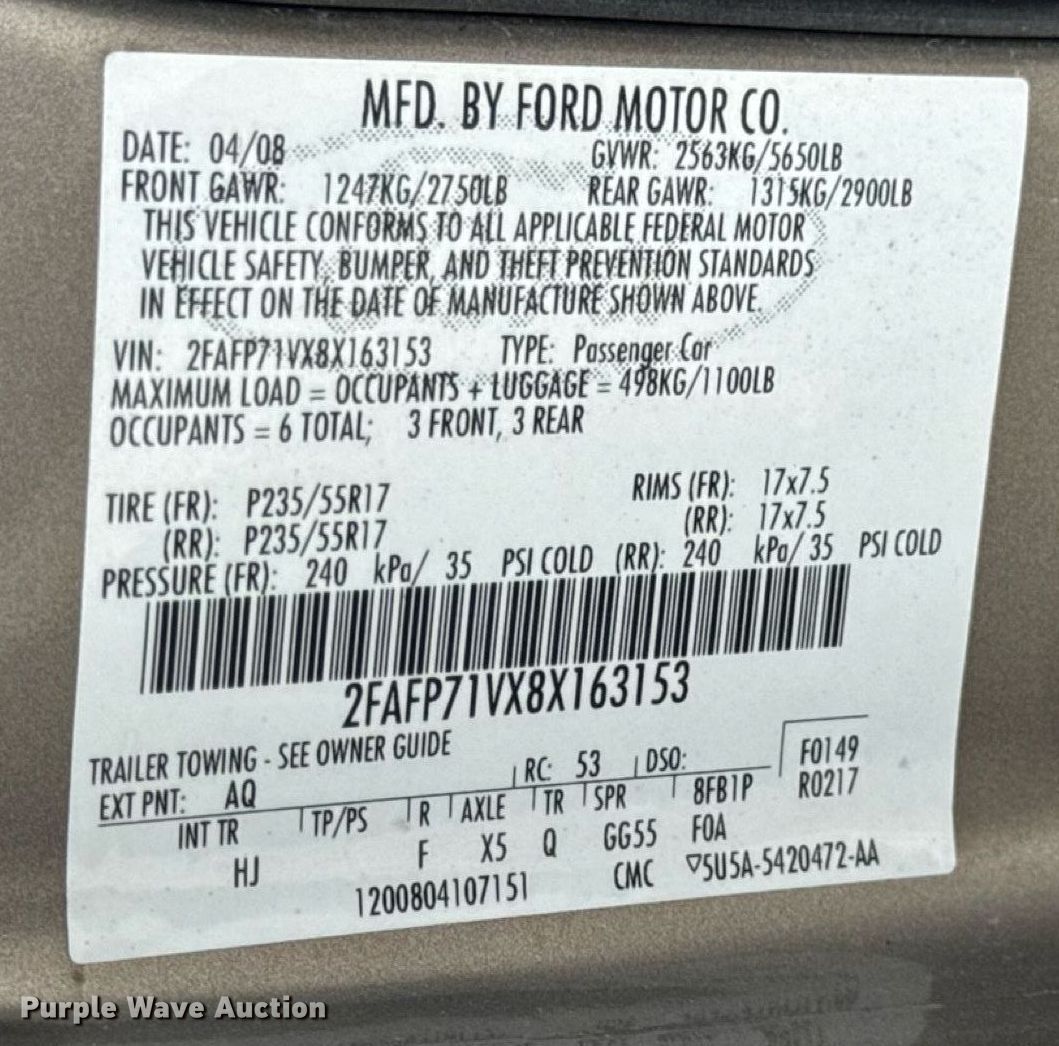 MFD. BY FORD MOTOR CO.
DATE: 04/08 GVWR: 2563KG/5650LB
FRONT GAWR: 1247KG/2750LB REAR GAWR: 1315KG/2900LB
THIS VEHICLE CONFORMS TO ALL APPLICABLE FEDERAL MOTOR
VEHICLE SAFETY, BUMPER, AND THEFT PREVENTION STANDARDS
IN EFFECT ON THE DATE OF MANUFACTURE SHOWN ABOVE.
VIN: 2FAFP71VX8X163153 TYPE: Passenger Car
MAXIMUM LOAD = OCCUPANTS + LUGGAGE = 498KG/1100LB
OCCUPANTS = 6 TOTAL; 3 FRONT, 3 REAR
TIRE (FR): P235/55R17 RIMS (FR): 17x7.5
(RR): P235/55R17 (RR): 17x7.5
PRESSURE (FR): 240 kPa/ 35 PSI COLD (RR): 240 kPa/ 35 PSI COLD
2FAFP71VX8X163153
TRAILER TOWING - SEE OWNER GUIDE
EXT PNT: AQ RC: 53 DSO: F0149
INT TR TP/PS R AXLE TR SPR 8FB1P R0217
HJ F X5 Q GG55 FOA
1200804107151 CMC ▽5U5A-5420472-AA
Purple Wave Auction